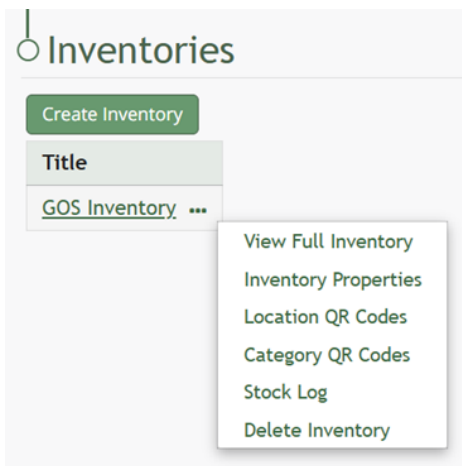 Inventories
Create Inventory
Title
GOS Inventory •••
View Full Inventory
Inventory Properties
Location QR Codes
Category QR Codes
Stock Log
Delete Inventory